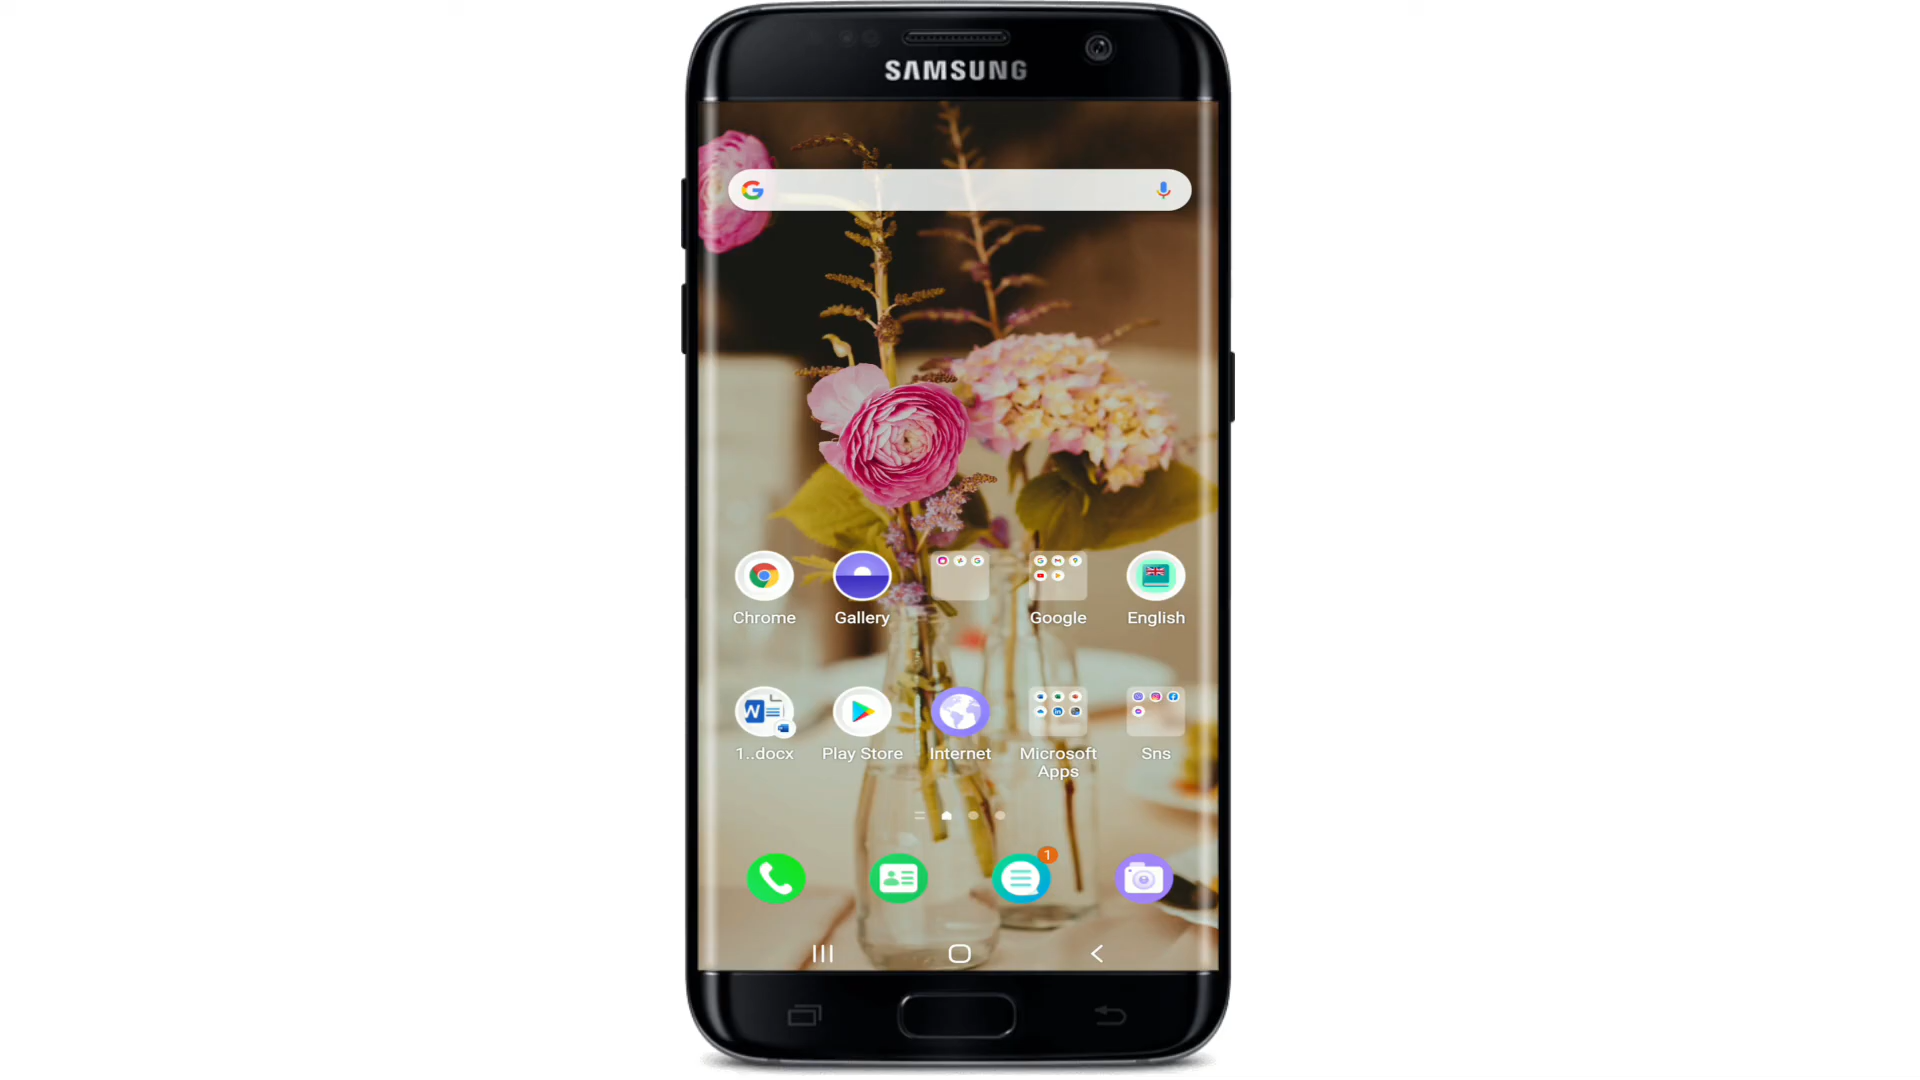 SAMSUNG
Chrome
Gallery
Google
English
W
1..docx
Play Store
Internet
Microsoft
Apps
Sns
1